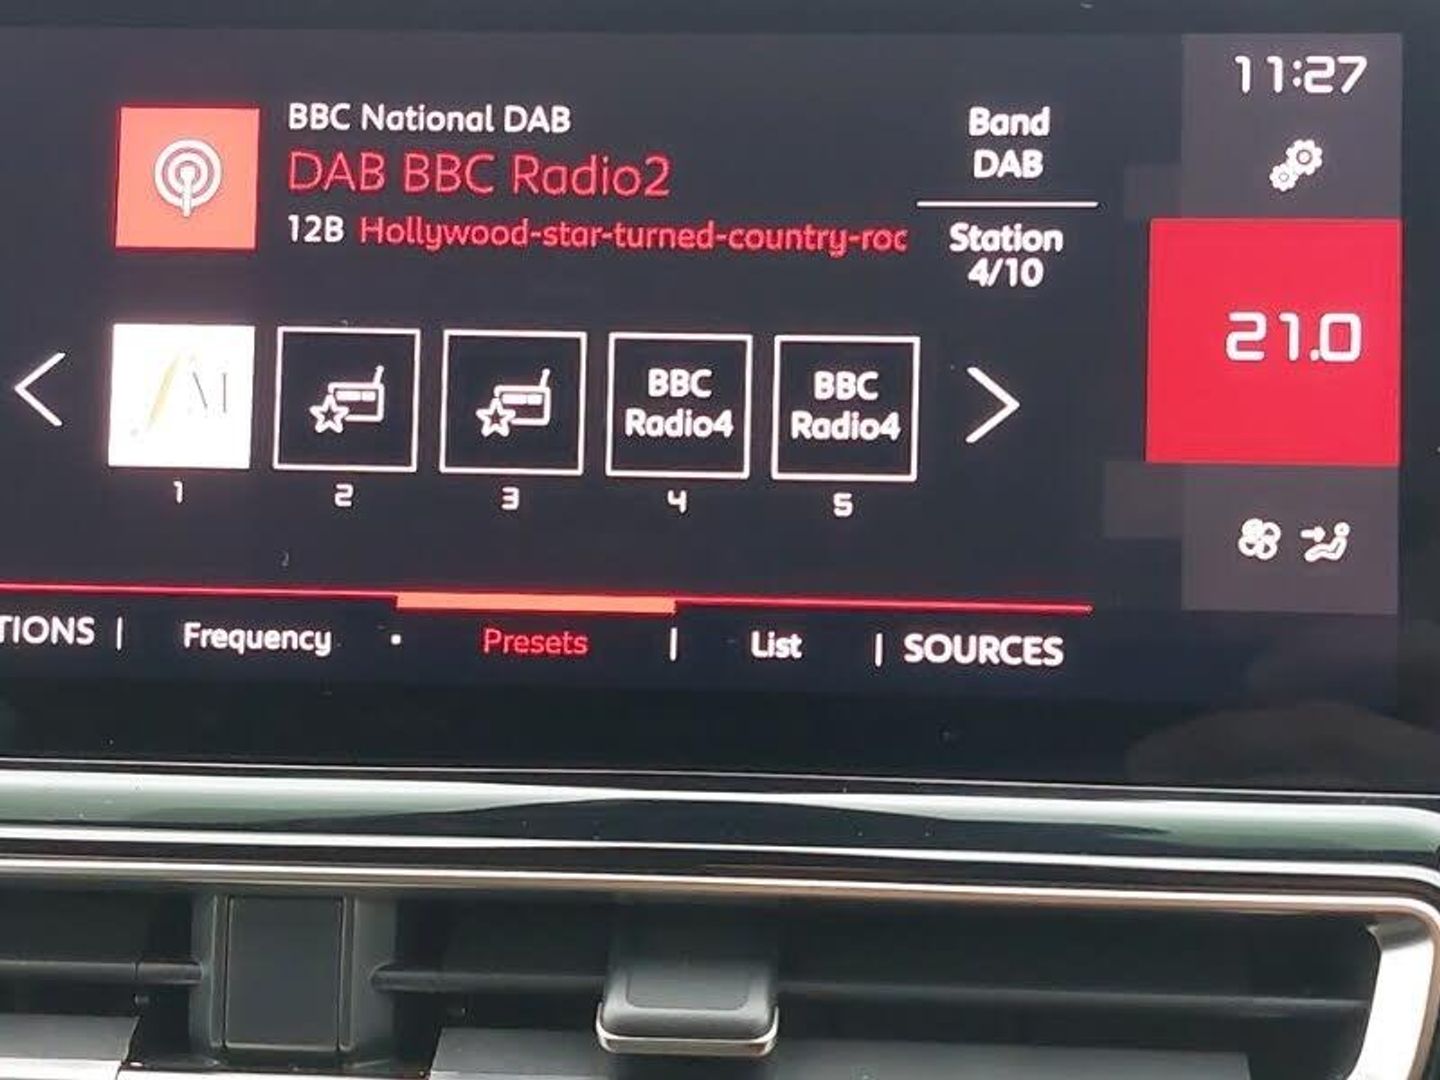 11:27
BBC National DAB
DAB BBC Radio2
12B Hollywood-star-turned-country-roc
Band
DAB
Station
4/10
21.0
M
BBC
Radio4
BBC
Radio4
1
2
3
4
5
TIONS | Frequency · Presets | List | SOURCES